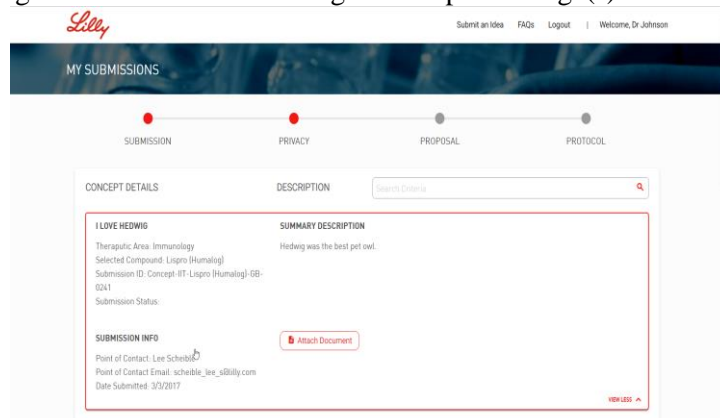 Lilly
Submit an Idea FAQs Logout | Welcome, Dr Johnson
MY SUBMISSIONS
SUBMISSION PRIVACY PROPOSAL PROTOCOL
CONCEPT DETAILS DESCRIPTION Search Criteria
I LOVE HEDWIG SUMMARY DESCRIPTION
Theraputic Area: Immunology Hedwig was the best pet owl.
Selected Compound: Lispro (Humalog)
Submission ID: Concept-IIT-Lispro (Humalog)-GB-
0241
Submission Status:
SUBMISSION INFO Attach Document
Point of Contact: Lee Scheible
Point of Contact Email: scheible_lee_s@lilly.com
Date Submitted: 3/3/2017
VIEW LESS